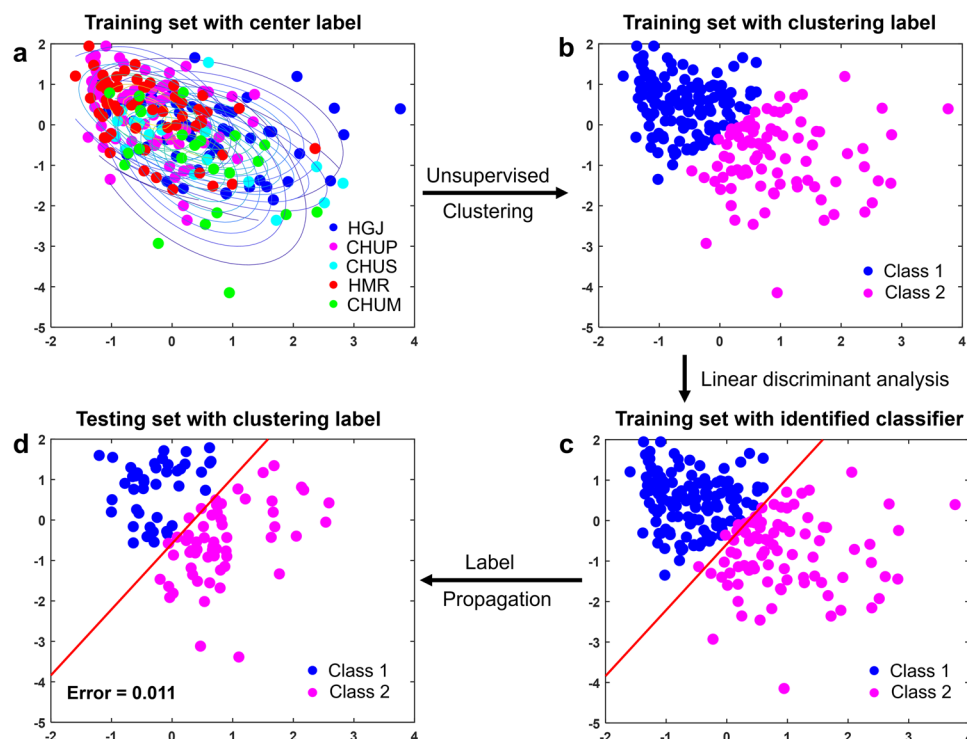 Training set with center label
a
2
1
0
-1
-2
-3
-4
-5
-2
-1
0
1
2
3
4
HGJ
CHUP
CHUS
HMR
CHUM
Unsupervised
Clustering
Training set with clustering label
b
2
1
0
-1
-2
-3
-4
-5
-2
-1
0
1
2
3
4
Class 1
Class 2
Linear discriminant analysis
Testing set with clustering label
d
2
1
0
-1
-2
-3
-4
-5
-2
-1
0
1
2
3
4
Class 1
Class 2
Error = 0.011
Label
Propagation
Training set with identified classifier
c
2
1
0
-1
-2
-3
-4
-5
-2
-1
0
1
2
3
4
Class 1
Class 2